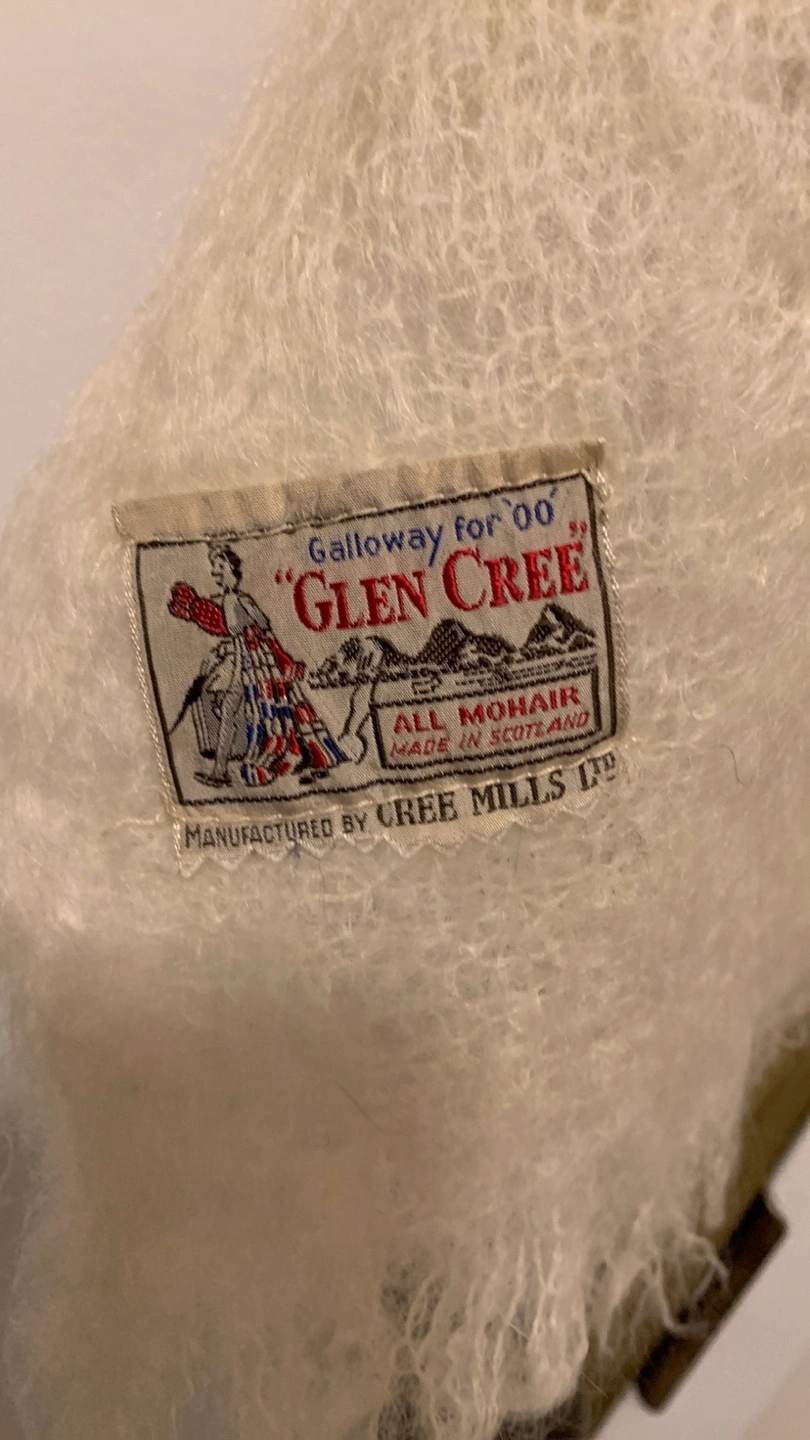 Galloway for '00'
"GLEN CREE"
ALL MOHAIR
MADE IN SCOTLAND
MANUFACTURED BY CREE MILLS LTD